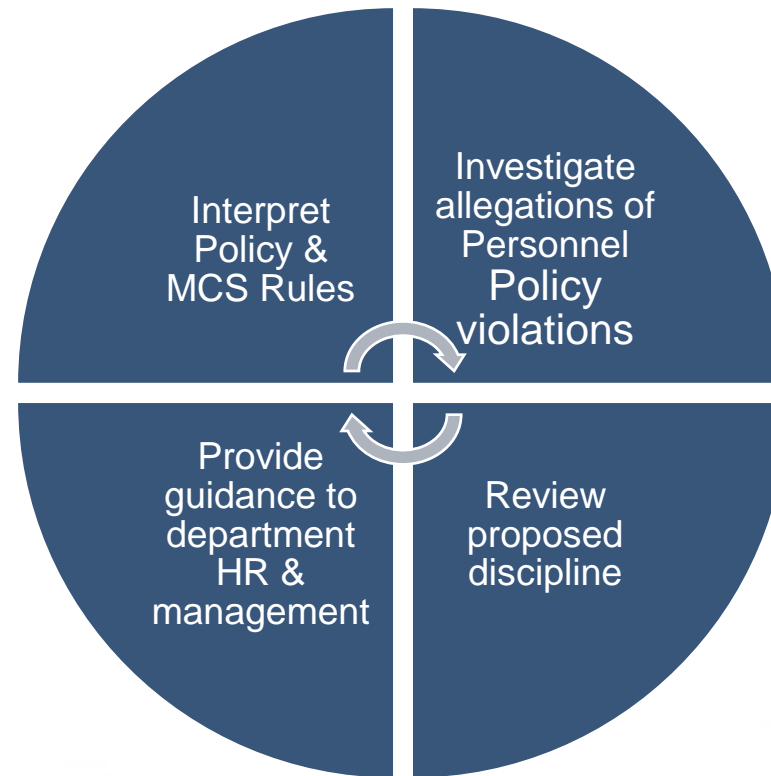 Interpret
Policy &
MCS Rules
Investigate
allegations of
Personnel
Policy
violations
Provide
guidance to
department
HR &
management
Review
proposed
discipline